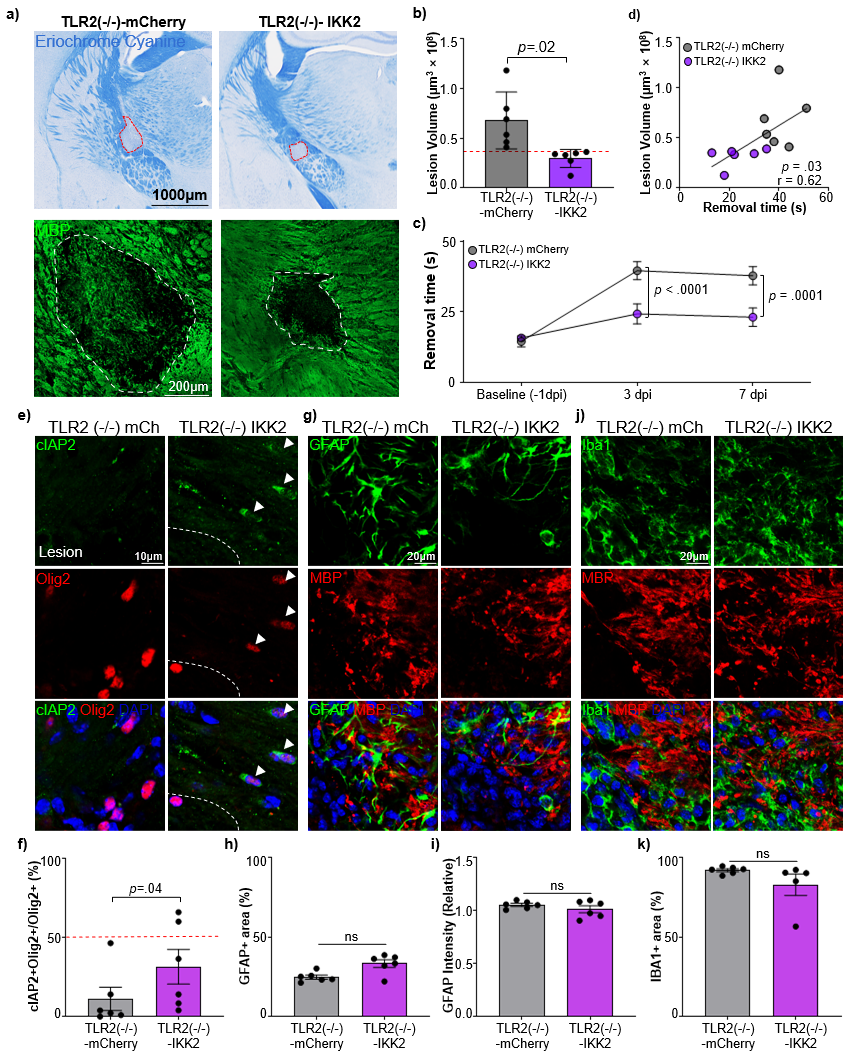 a)
TLR2(-/-)-mCherry
TLR2(-/-)- IKK2
Eriochrome Cyanine
1000µm
MBP
200µm
b)
Lesion Volume (µm³ × 10⁸)
1.5
1.0
0.5
0.0
p=.02
TLR2(-/-)
-mCherry
TLR2(-/-)
-IKK2
d)
Lesion Volume (µm³ × 10⁸)
1.5
1.0
0.5
0.0
TLR2(-/-) mCherry
TLR2(-/-) IKK2
p = .03
r = 0.62
0 20 40 60
Removal time (s)
c)
Removal time (s)
50
25
0
TLR2(-/-) mCherry
TLR2(-/-) IKK2
p < .0001
p = .0001
Baseline (-1dpi)
3 dpi
7 dpi
e)
TLR2 (-/-) mCh
TLR2(-/-) IKK2
cIAP2
Lesion
10µm
Olig2
cIAP2 Olig2 DAPI
g)
TLR2(-/-) mCh
TLR2(-/-) IKK2
GFAP
20µm
MBP
GFAP MBP DAPI
j)
TLR2(-/-) mCh
TLR2(-/-) IKK2
Iba1
20µm
MBP
Iba1 MBP DAPI
f)
cIAP2+Olig2+/Olig2+ (%)
100
50
0
p=.04
TLR2(-/-)
-mCherry
TLR2(-/-)
-IKK2
h)
GFAP+ area (%)
100
50
0
ns
TLR2(-/-)
-mCherry
TLR2(-/-)
-IKK2
i)
GFAP Intensity (Relative)
1.5
1.0
0.5
0.0
ns
TLR2(-/-)
-mCherry
TLR2(-/-)
-IKK2
k)
IBA1+ area (%)
100
50
0
ns
TLR2(-/-)
-mCherry
TLR2(-/-)
-IKK2